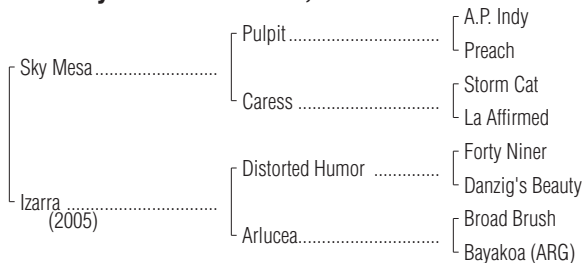 A.P. Indy
Pulpit
Preach
Sky Mesa
Storm Cat
Caress
La Affirmed
Forty Niner
Distorted Humor
Danzig's Beauty
Izarra
(2005)
Broad Brush
Arlucea
Bayakoa (ARG)